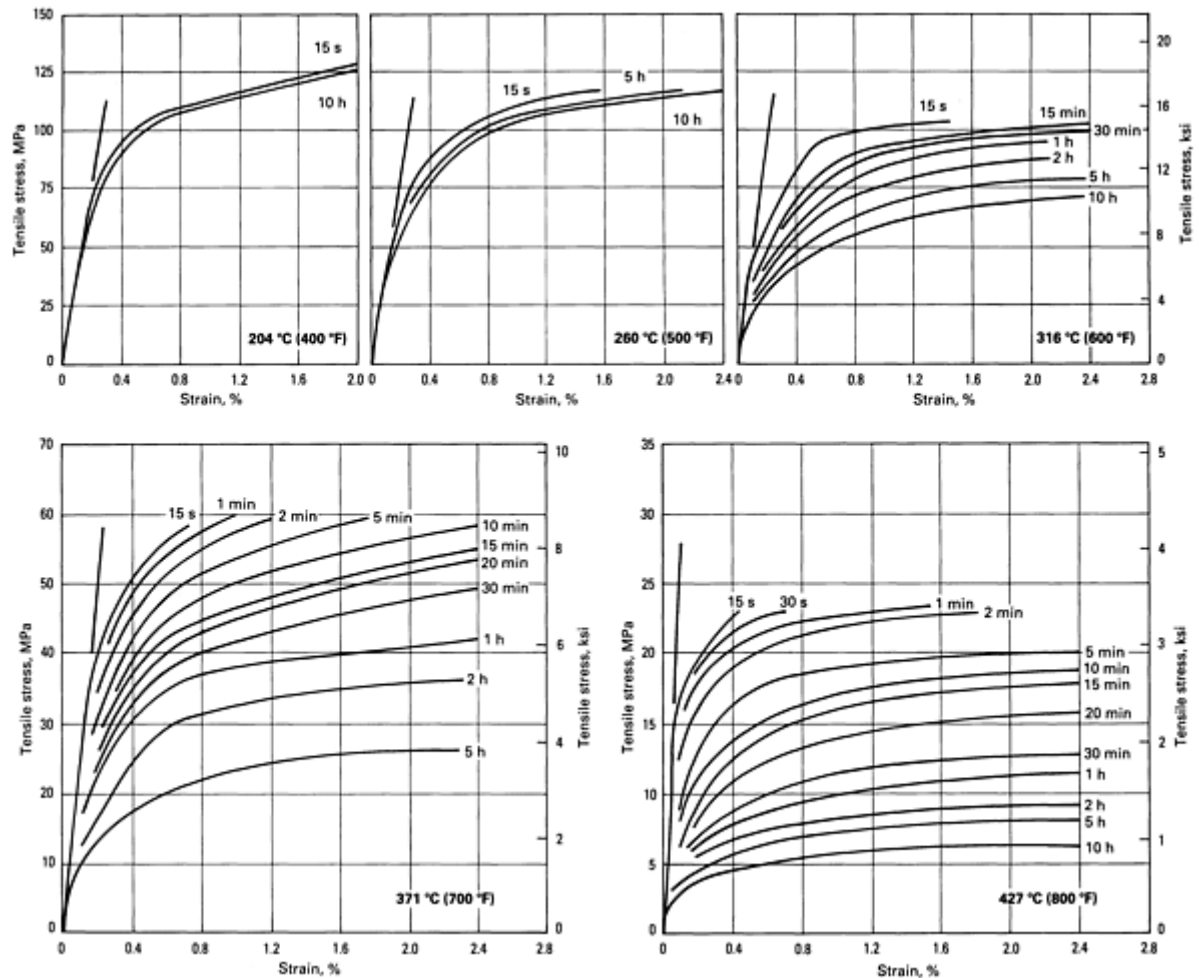 150
125
100
75
50
25
0
Tensile stress, MPa
15 s
10 h
204 °C (400 °F)
0 0.4 0.8 1.2 1.6 2.0
Strain, %
15 s
5 h
10 h
260 °C (500 °F)
0 0.4 0.8 1.2 1.6 2.0 2.4
Strain, %
15 s
15 min
30 min
1 h
2 h
5 h
10 h
316 °C (600 °F)
0 0.4 0.8 1.2 1.6 2.0 2.4 2.8
Strain, %
20
16
12
8
4
0
Tensile stress, ksi
70
60
50
40
30
20
10
0
Tensile stress, MPa
15 s
1 min
2 min
5 min
10 min
15 min
20 min
30 min
1 h
2 h
5 h
371 °C (700 °F)
0 0.4 0.8 1.2 1.6 2.0 2.4 2.8
Strain, %
10
8
6
4
2
0
Tensile stress, ksi
35
30
25
20
15
10
5
0
Tensile stress, MPa
15 s
30 s
1 min
2 min
5 min
10 min
15 min
20 min
30 min
1 h
2 h
5 h
10 h
427 °C (800 °F)
0 0.4 0.8 1.2 1.6 2.0 2.4 2.8
Strain, %
5
4
3
2
1
0
Tensile stress, ksi